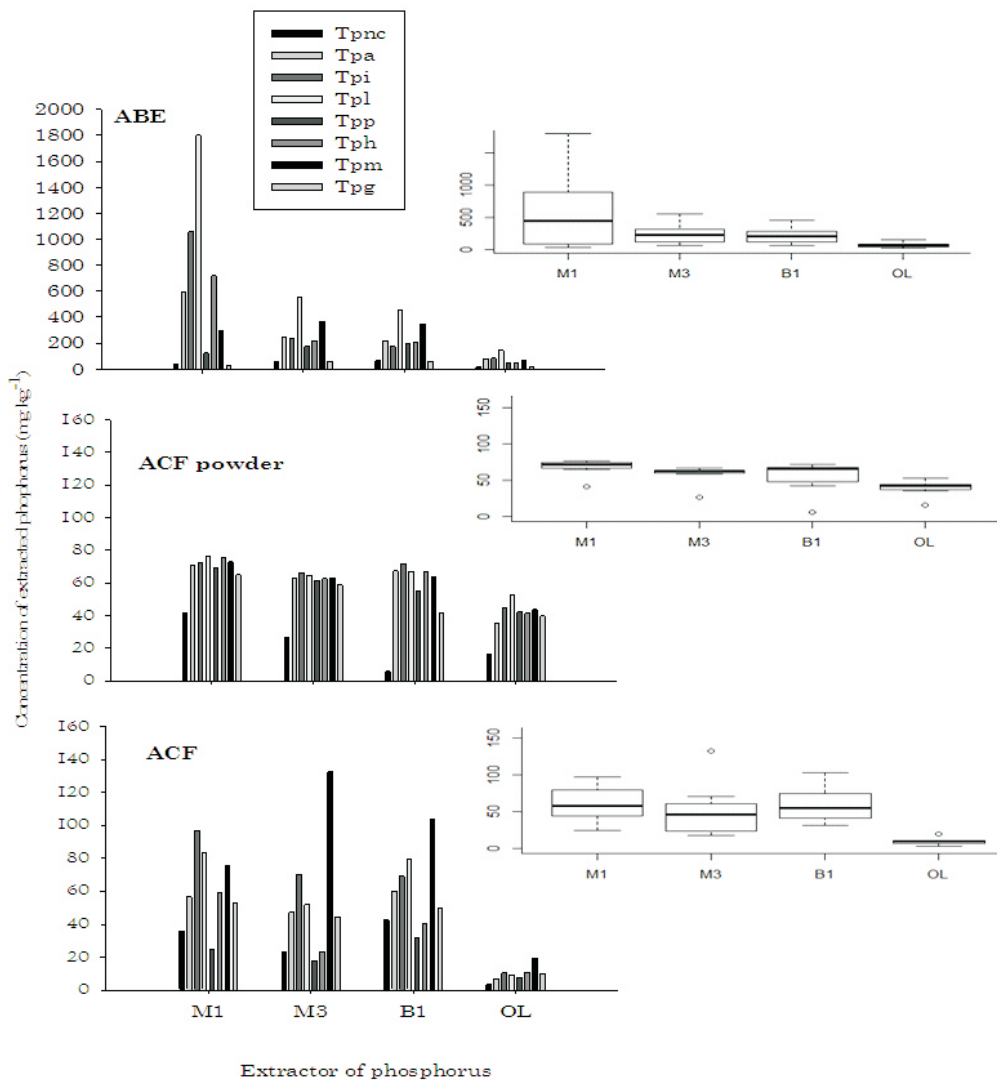 Tpnc
Tpa
Tpi
Tpl
Tpp
Tph
Tpm
Tpg
ABE
2000
1800
1600
1400
1200
1000
800
600
400
200
0
0 500 1000
M1 M3 B1 OL
Concentration of extracted phophorus (mg kg-1)
ACF powder
160
140
120
100
80
60
40
20
0
0 50 100 150
M1 M3 B1 OL
ACF
160
140
120
100
80
60
40
20
0
0 50 100 150
M1 M3 B1 OL
M1 M3 B1 OL
Extractor of phosphorus